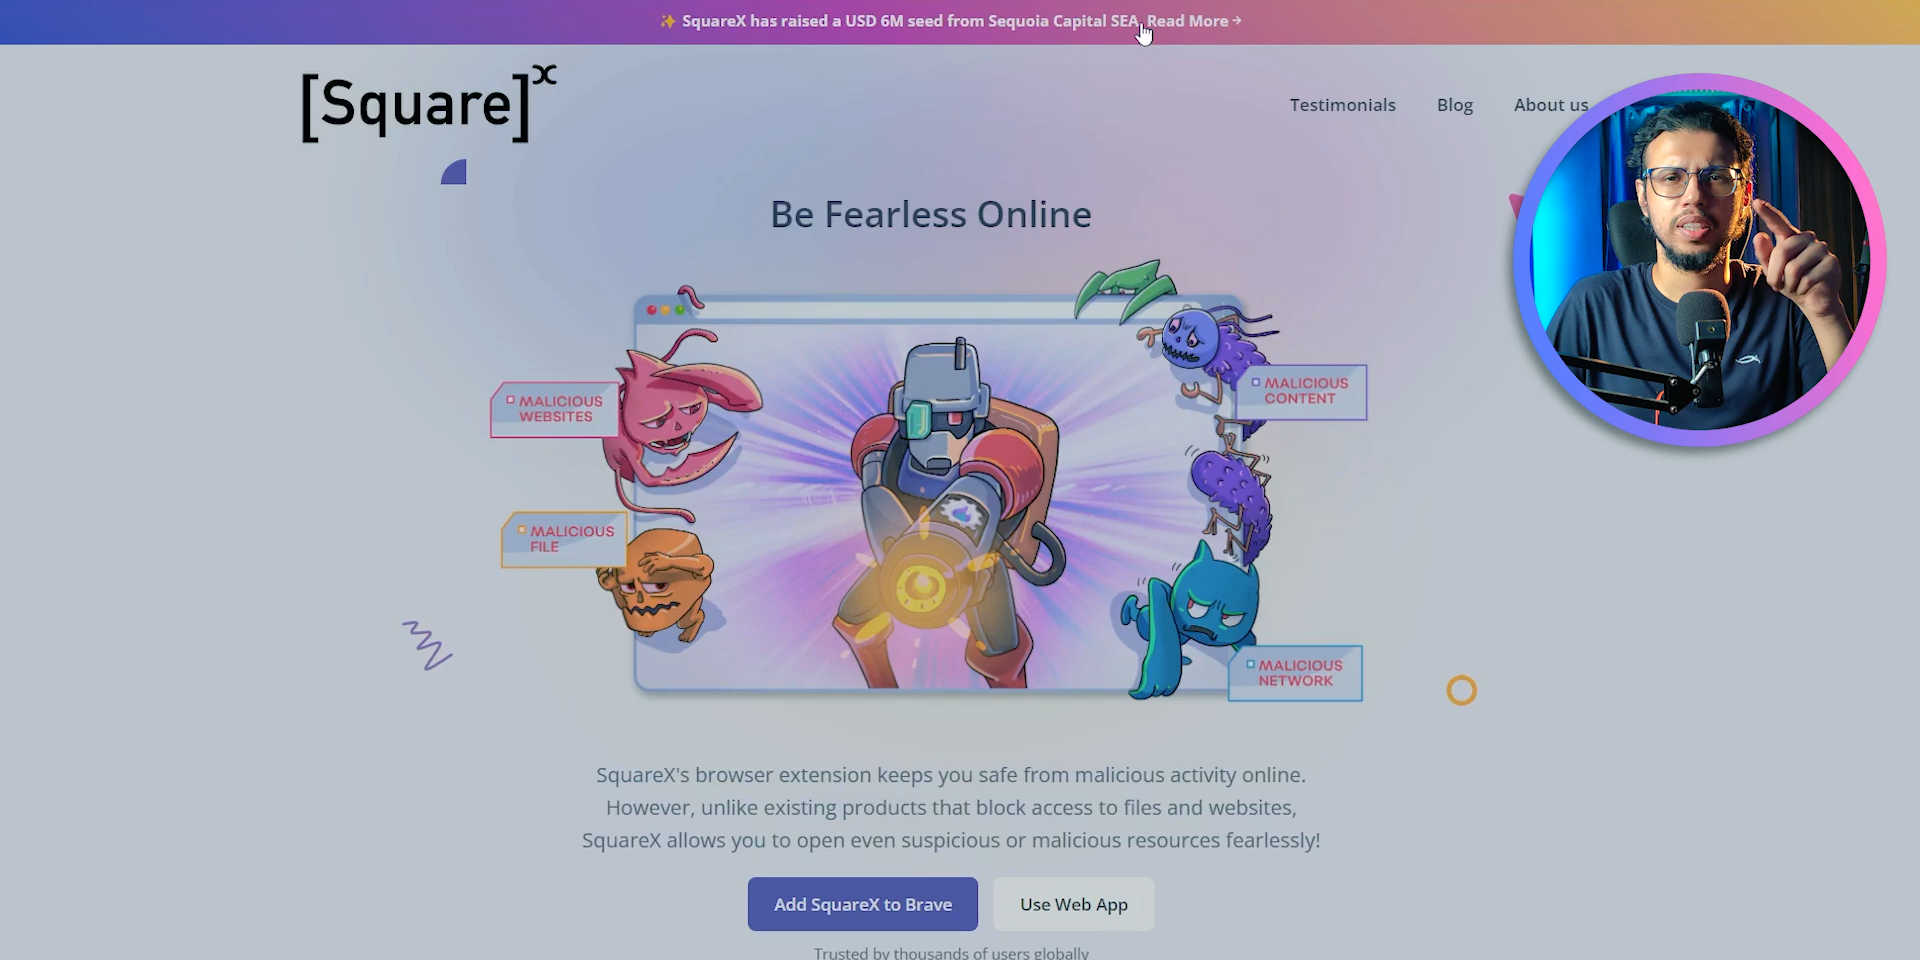 ✨ SquareX has raised a USD 6M seed from Sequoia Capital SEA. Read More →
[Square]x
Testimonials
Blog
About us
Be Fearless Online
MALICIOUS
WEBSITES
MALICIOUS
CONTENT
MALICIOUS
FILE
MALICIOUS
NETWORK
SquareX's browser extension keeps you safe from malicious activity online.
However, unlike existing products that block access to files and websites,
SquareX allows you to open even suspicious or malicious resources fearlessly!
Add SquareX to Brave
Use Web App
Trusted by thousands of users globally